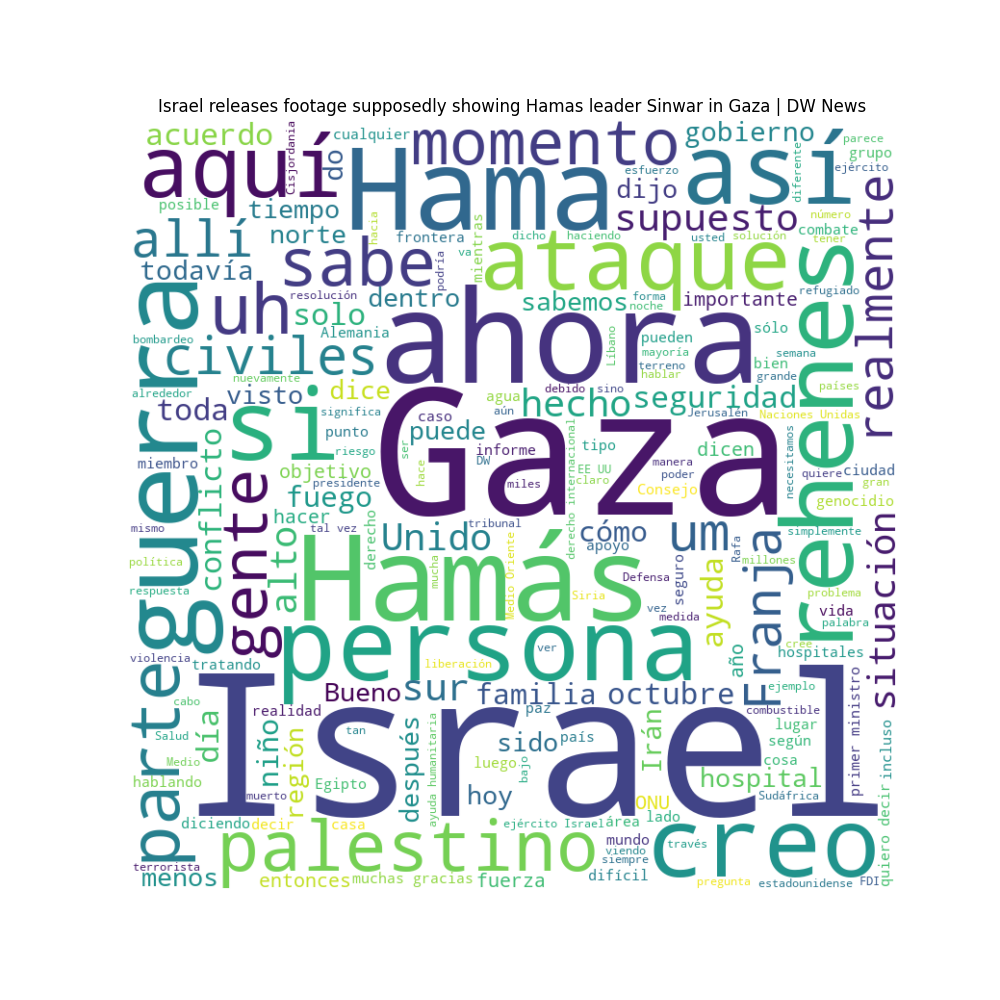 Israel releases footage supposedly showing Hamas leader Sinwar in Gaza | DW News
acuerdo
Cisjordania
do
cualquier
momento
gobierno
parece
grupo
ejército
aquí
Hama
así
esfuerzo
diferente
posible
tiempo
dijo
supuesto
número
tener
combate
allí
norte
hacia
frontera
mientras
dicho
haciendo
usted
solución
todavía
sabe
podría
va
ataque
realmente
resolución
dentro
sabemos
forma
noche
importante
refugiado
uh
solo
Alemania
ahora
Líbano
pueden
mayoría
terreno
hablar
sólo
bien
semana
grande
bombardeo
civiles
nuevamente
alrededor
guerra
si
visto
dice
agua
aún
debido
sino
hecho
seguridad
países
rehenes
toda
significa
punto
riesgo
caso
puede
Gaza
Jerusalén
Naciones Unidas
miembro
conflicto
gente
objetivo
presidente
ser
hace
informe
DW
miles
tipo
EE UU
claro
derecho internacional
dicen
manera
poder
Consejo
necesitamos
quiere
ciudad
gran
genocidio
fuego
hacer
tal vez
mismo
alto
derecho
Unido
tribunal
cómo
apoyo
um
Rafa
Franja
simplemente
millones
situación
política
respuesta
Hamás
mucha
Medio Oriente
Defensa
Siria
seguro
medida
vez
ayuda
problema
vida
palabra
parte
persona
violencia
tratando
liberación
ver
año
cree
hospitales
cabo
Bueno
sur
familia
octubre
ejemplo
combustible
primer ministro
realidad
paz
Salud
día
niño
región
tan
Israel
después
ayuda humanitaria
sido
país
Irán
lugar
según
incluso
Medio
hablando
muerto
Egipto
luego
bajo
hoy
hospital
cosa
Sudáfrica
ONU
diciendo
decir
casa
ejército Israel
área
lado
palestino
mundo
viendo
siempre
través
creo
quiero decir
terrorista
menos
entonces
muchas gracias
fuerza
difícil
pregunta
estadounidense
FDI